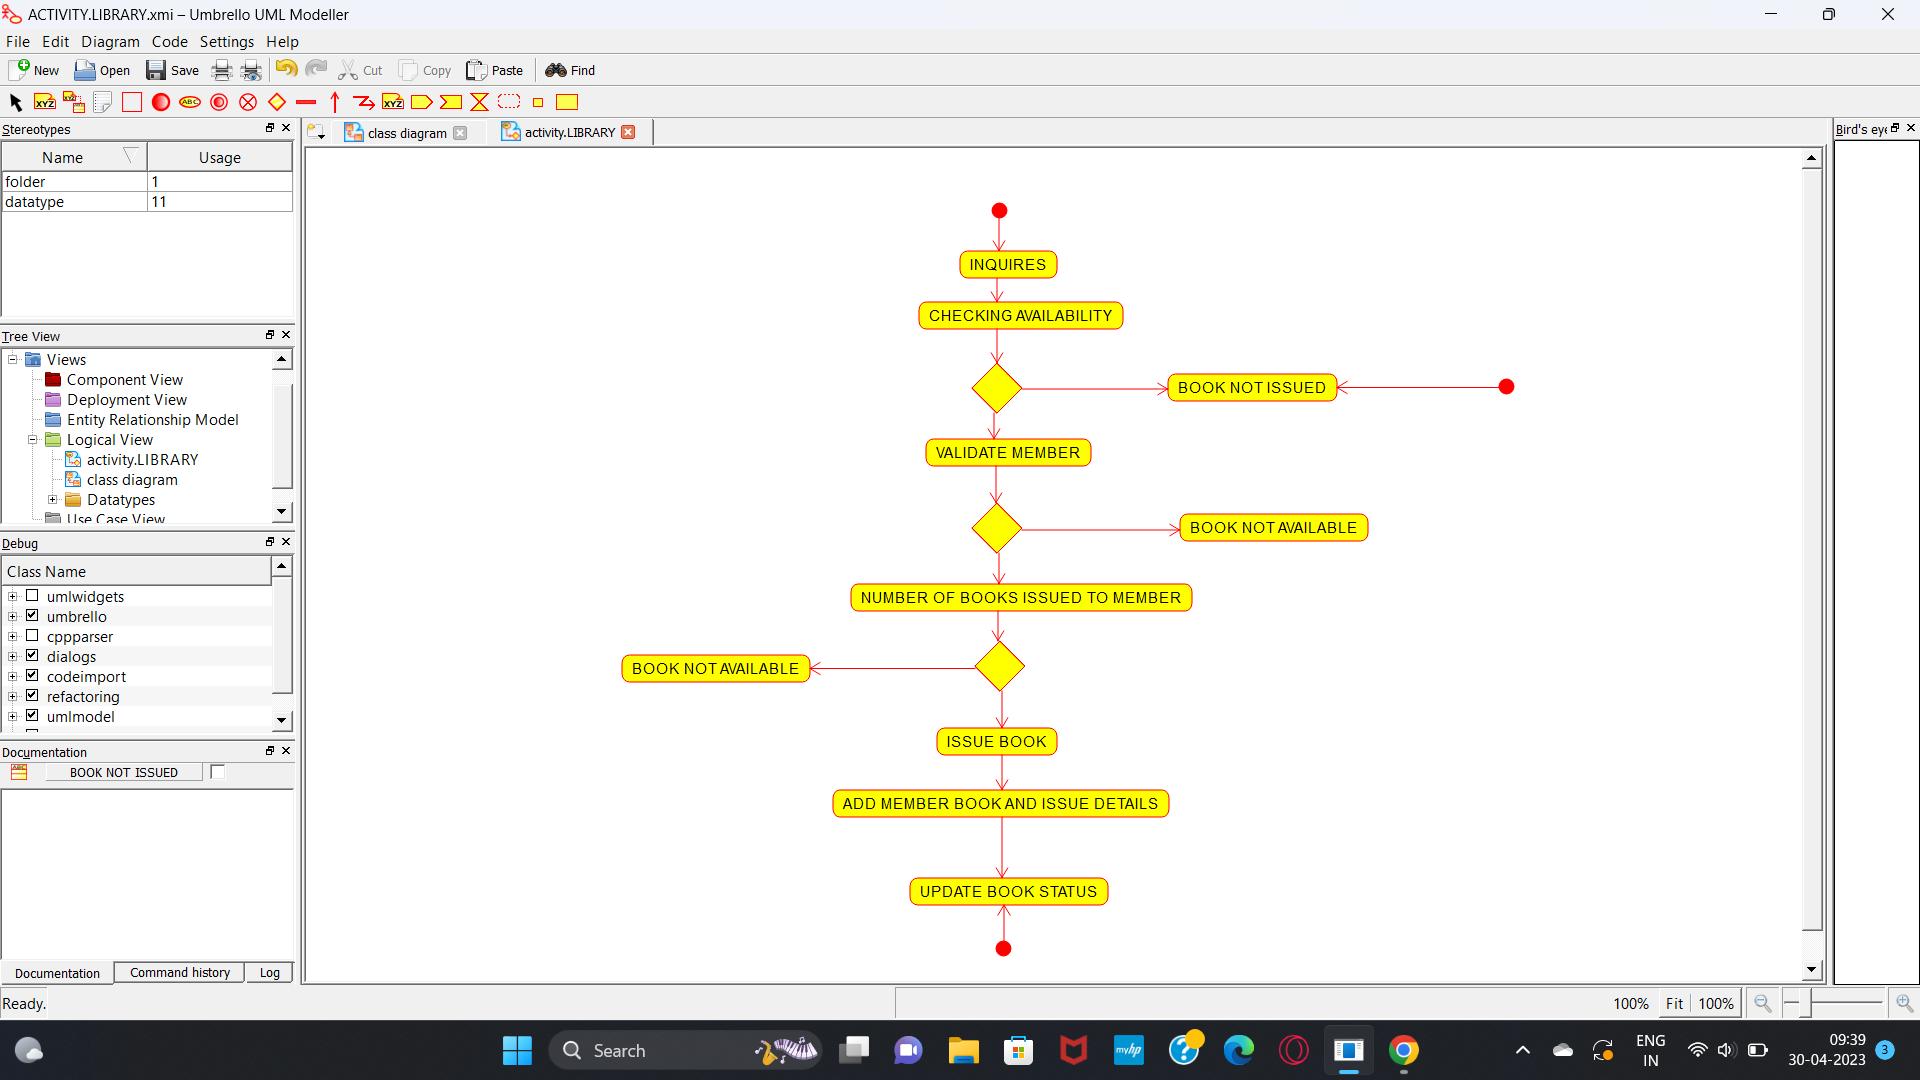 ACTIVITY.LIBRARY.xmi – Umbrello UML Modeller
File Edit Diagram Code Settings Help
New Open Save Cut Copy Paste Find
XYZ ABC XYZ
Stereotypes
Name Usage
folder 1
datatype 11
Tree View
Views
Component View
Deployment View
Entity Relationship Model
Logical View
activity.LIBRARY
class diagram
Datatypes
Use Case View
Debug
Class Name
umlwidgets
umbrello
cppparser
dialogs
codeimport
refactoring
umlmodel
Documentation
BOOK NOT ISSUED
Documentation Command history Log
Ready.
class diagram activity.LIBRARY
INQUIRES
CHECKING AVAILABILITY
BOOK NOT ISSUED
VALIDATE MEMBER
BOOK NOT AVAILABLE
NUMBER OF BOOKS ISSUED TO MEMBER
BOOK NOT AVAILABLE
ISSUE BOOK
ADD MEMBER BOOK AND ISSUE DETAILS
UPDATE BOOK STATUS
Bird's eye
100% Fit 100%
Search
myhp
ENG
IN
09:39
30-04-2023
3